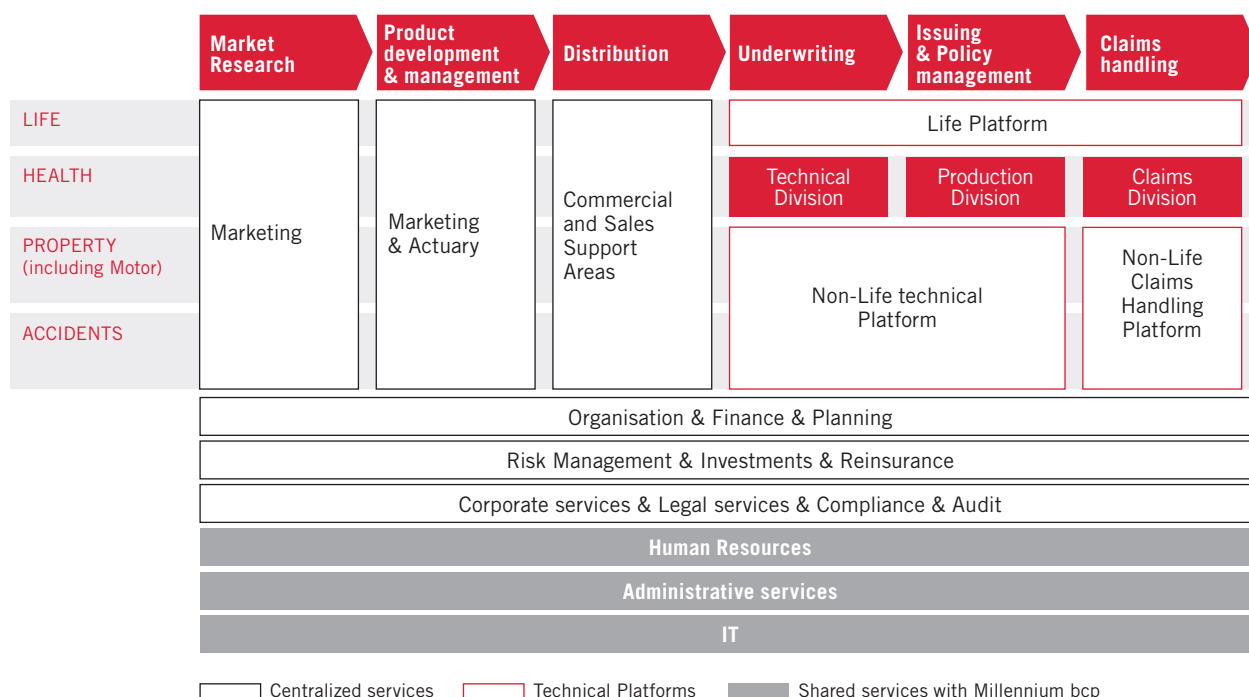 Market
Research
Product
development
& management
Distribution
Underwriting
Issuing
& Policy
management
Claims
handling
LIFE
Life Platform
HEALTH
Technical
Division
Production
Division
Claims
Division
Marketing
Marketing
& Actuary
Commercial
and Sales
Support
Areas
PROPERTY
(including Motor)
Non-Life technical
Platform
Non-Life
Claims
Handling
Platform
ACCIDENTS
Organisation & Finance & Planning
Risk Management & Investments & Reinsurance
Corporate services & Legal services & Compliance & Audit
Human Resources
Administrative services
IT
Centralized services
Technical Platforms
Shared services with Millennium bcp